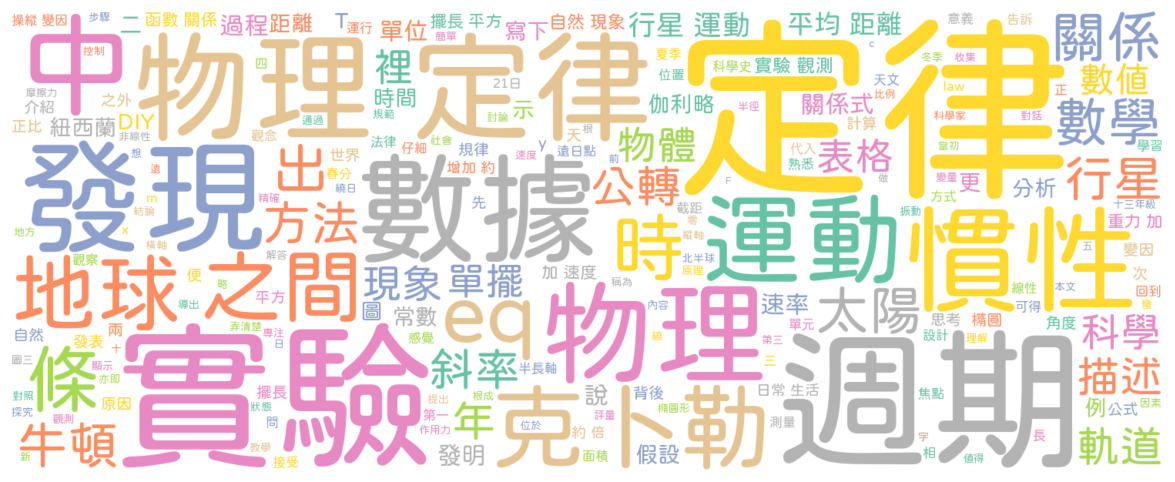 操縱 變因
步驟
二
函數 關係
過程
距離
T
運行
單位
擺長 平方
簡單
寫下
自然 現象
行星 運動
平均 距離
意義
告訴
關係
中
控制
物理
定律
裡
時間
規範
21日
討論
示
夏季
位置
科學史
實驗 觀測
天文
比例
c
冬季
收集
law
正
數值
定律
摩擦力
介紹
之外
正比
紐西蘭
DIY
非線性
四
通過
觀念
伽利略
半徑
關係式
計算
科學家
對話
當初
數學
學習
法律
社會
仔細
規律
增加 約
速度
y
天
根
遠日點
物體
前
代入
熟悉
表格
變量
做
更
方式
分析
行星
十三年級
重力 加
發現
想
遠
m
結論
x
橫軸
地方
出
世界
春分
繞日
精確
方法
解答
數據
先
公轉
截距
零
縱軸
F
時
北半球
原理
運動
振動
慣性
五
變因
次
回到
本文
線性
可得
地球 之間
觀察
便
略
導出
平方
現象
單擺
加 速度
稱為
圖
常數
eq
感覺
物理
內容
繞
速率
單元
第三
三
太陽
思考
設計
橢圓
理解
角度
科學
自然
圖三
發表
兩
十
顯示
亦即
弄清楚
專注
日
條
實驗
擺長
狀態
問
斜率
半長軸
說
背後
日常 生活
週期
焦點
描述
例
公式
因素
對照
探究
原因
觀測
牛頓
新
教學
接受
根成
提出
第一
作用力
年
發明
克卜勒
位於
約 倍
面積
評量
橢圓形
假設
測量
字
相
值得
長
軌道